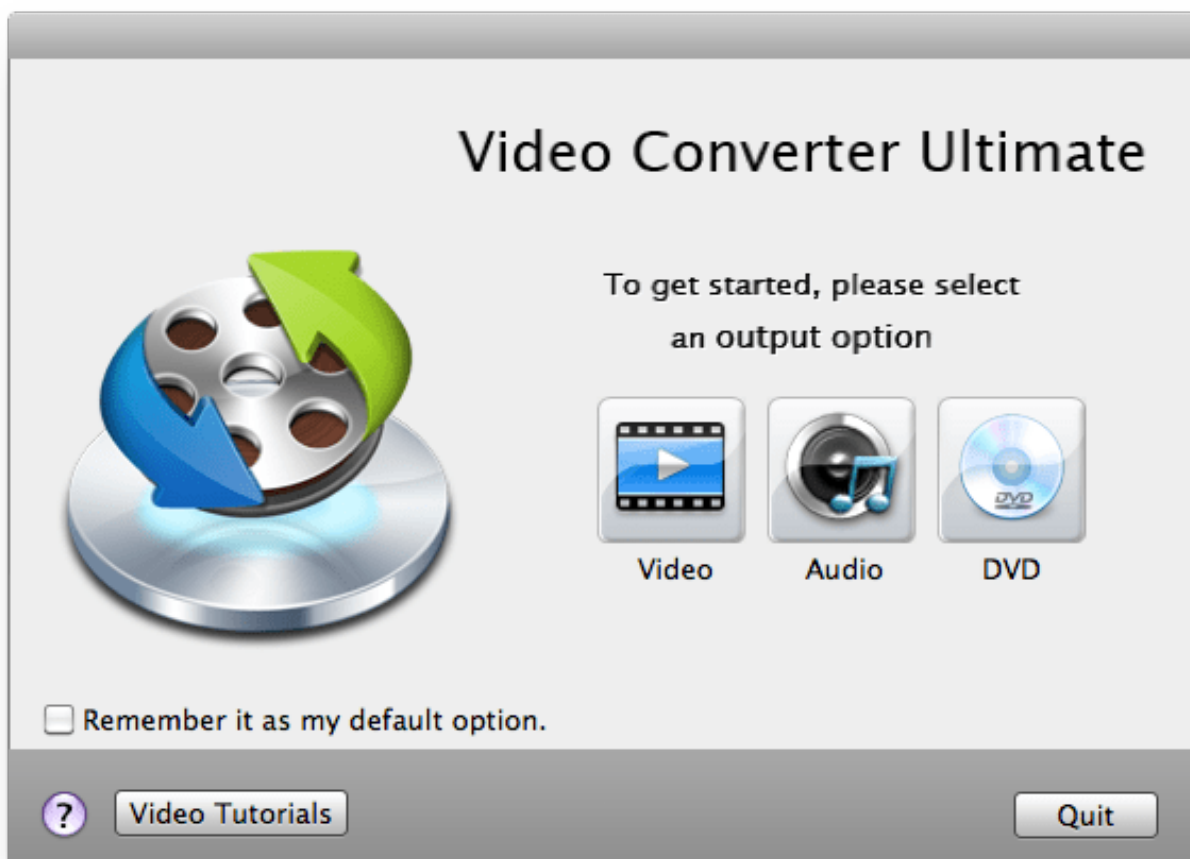 Video Converter Ultimate
To get started, please select
an output option
DVD
Video
Audio
DVD
Remember it as my default option.
?
Video Tutorials
Quit